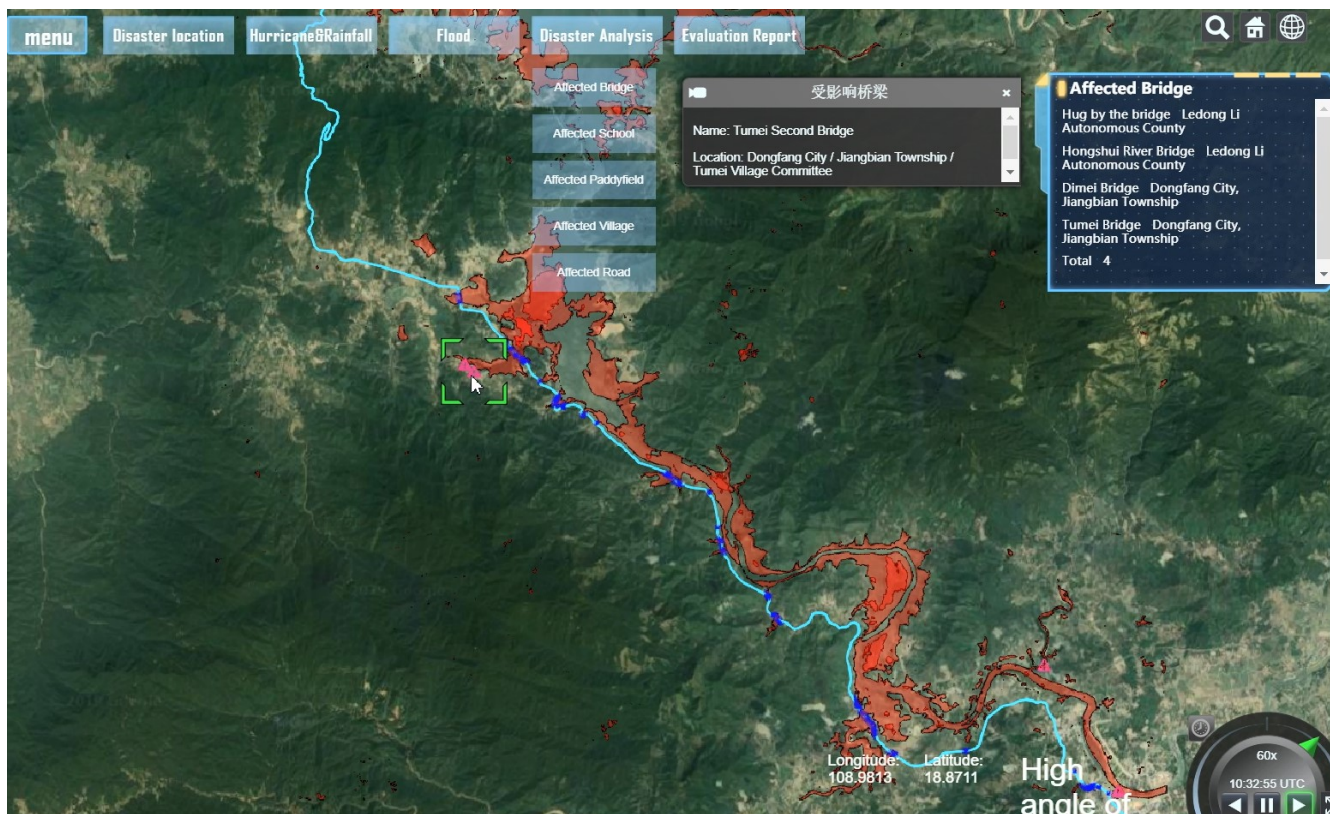 menu
Disaster location
Hurricane&Rainfall
Flood
Disaster Analysis
Evaluation Report
Affected Bridge
Affected School
Affected Paddyfield
Affected Village
Affected Road
受影响桥梁
×
Name: Tumei Second Bridge
Location: Dongfang City / Jiangbian Township /
Tumei Village Committee
Affected Bridge
Hug by the bridge Ledong Li
Autonomous County
Hongshui River Bridge Ledong Li
Autonomous County
Dimei Bridge Dongfang City,
Jiangbian Township
Tumei Bridge Dongfang City,
Jiangbian Township
Total 4
Longitude:
108.9813
Latitude:
18.8711
High
angle of
60x
10:32:55 UTC